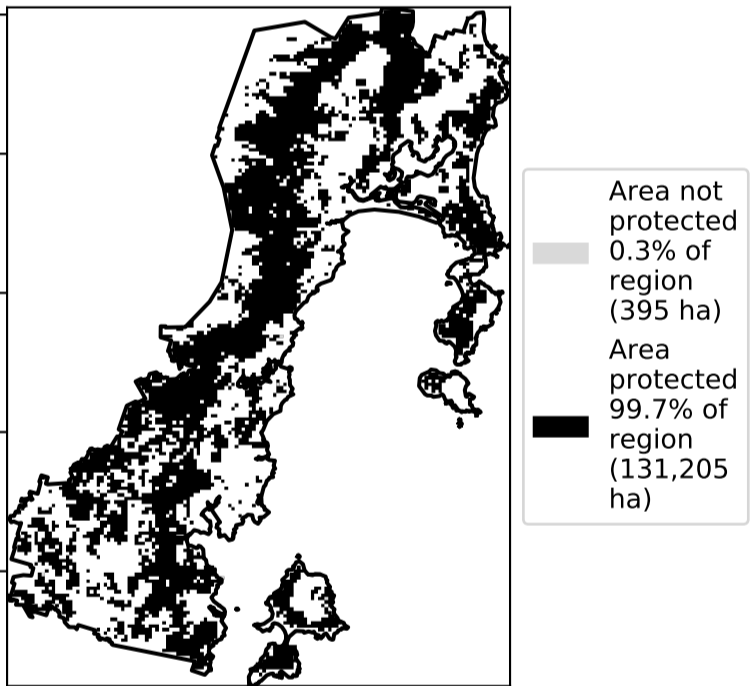 Area not
protected
0.3% of
region
(395 ha)
Area
protected
99.7% of
region
(131,205
ha)